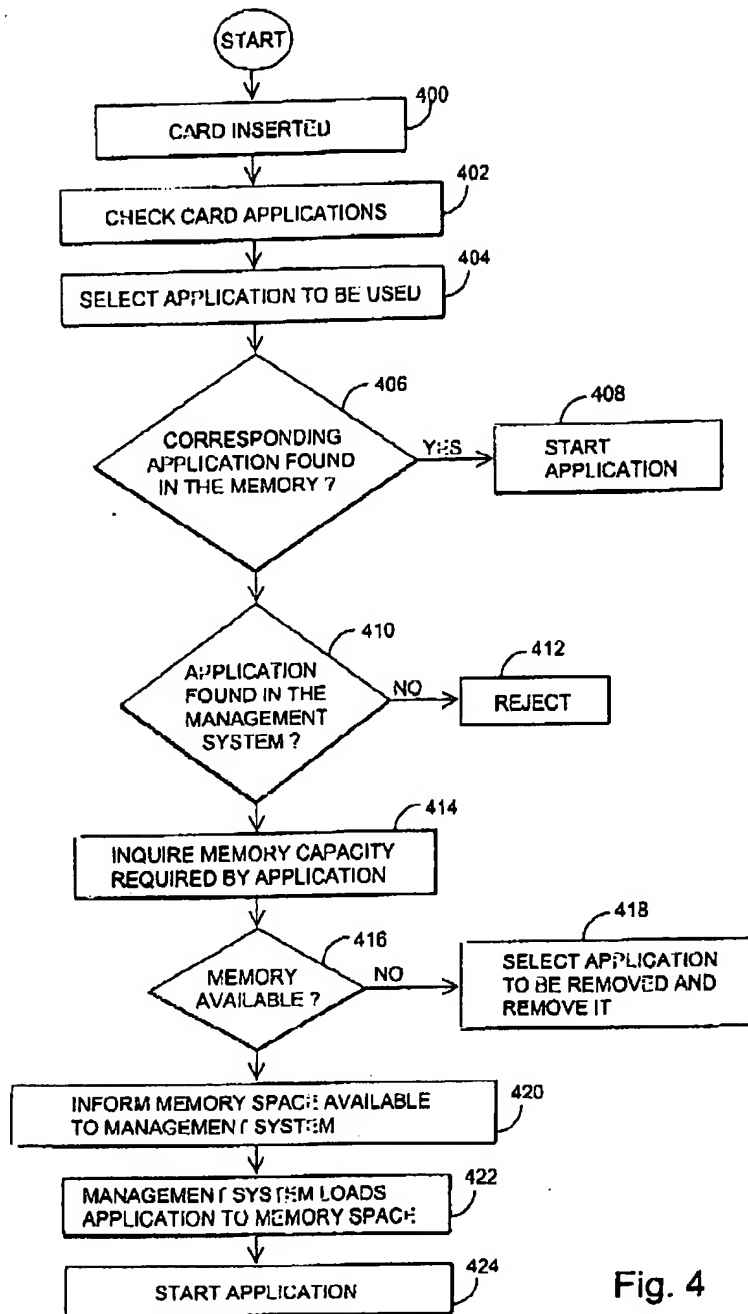 START
400
CARD INSERTED
402
CHECK CARD APPLICATIONS
404
SELECT APPLICATION TO BE USED
406
CORRESPONDING
APPLICATION FOUND
IN THE MEMORY ?
YES
408
START
APPLICATION
410
APPLICATION
FOUND IN THE
MANAGEMENT
SYSTEM ?
NO
412
REJECT
414
INQUIRE MEMORY CAPACITY
REQUIRED BY APPLICATION
416
MEMORY
AVAILABLE ?
NO
418
SELECT APPLICATION
TO BE REMOVED AND
REMOVE IT
INFORM MEMORY SPACE AVAILABLE
TO MANAGEMENT SYSTEM
420
MANAGEMENT SYSTEM LOADS
APPLICATION TO MEMORY SPACE
422
START APPLICATION
424
Fig. 4